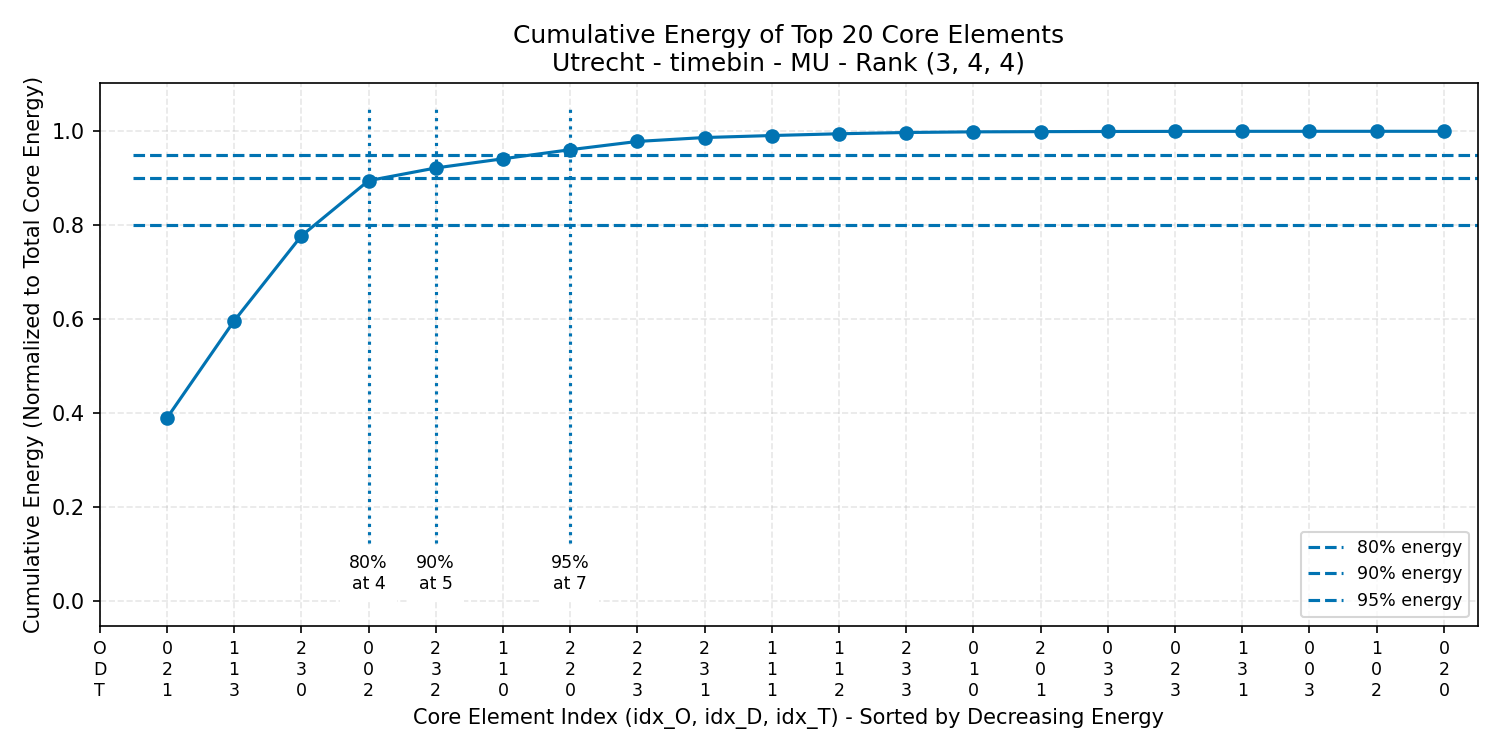 Cumulative Energy of Top 20 Core Elements
Utrecht - timebin - MU - Rank (3, 4, 4)
Cumulative Energy (Normalized to Total Core Energy)
1.0
0.8
0.6
0.4
0.2
0.0
80% 90% 95%
at 4 at 5 at 7
80% energy
90% energy
95% energy
O 0 1 2 0 2 1 2 2 2 1 1 2 0 2 0 0 1 0 1 0
D 2 1 3 0 3 1 2 2 3 1 1 3 1 0 3 2 3 0 0 2
T 1 3 0 2 2 0 0 3 1 1 2 3 0 1 3 3 1 3 2 0
Core Element Index (idx_O, idx_D, idx_T) - Sorted by Decreasing Energy